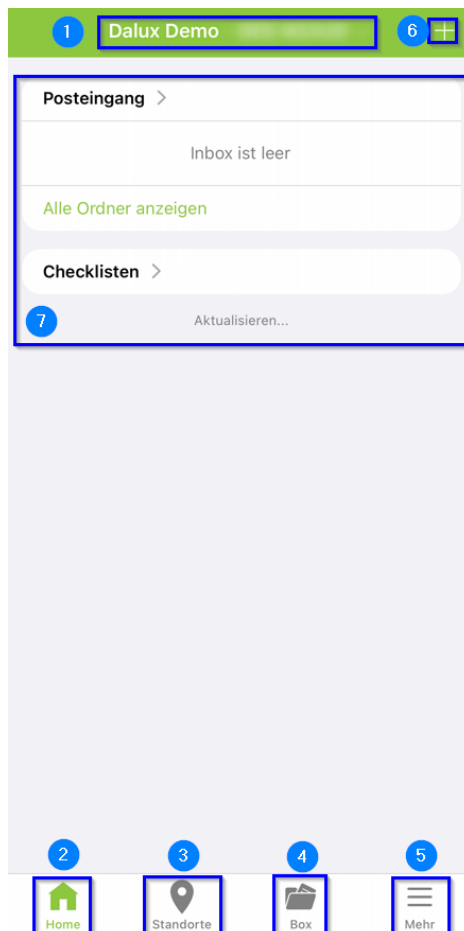 1 Dalux Demo 6 +
Posteingang >
Inbox ist leer
Alle Ordner anzeigen
Checklisten >
7 Aktualisieren...
2 3 4 5
Home Standorte Box Mehr